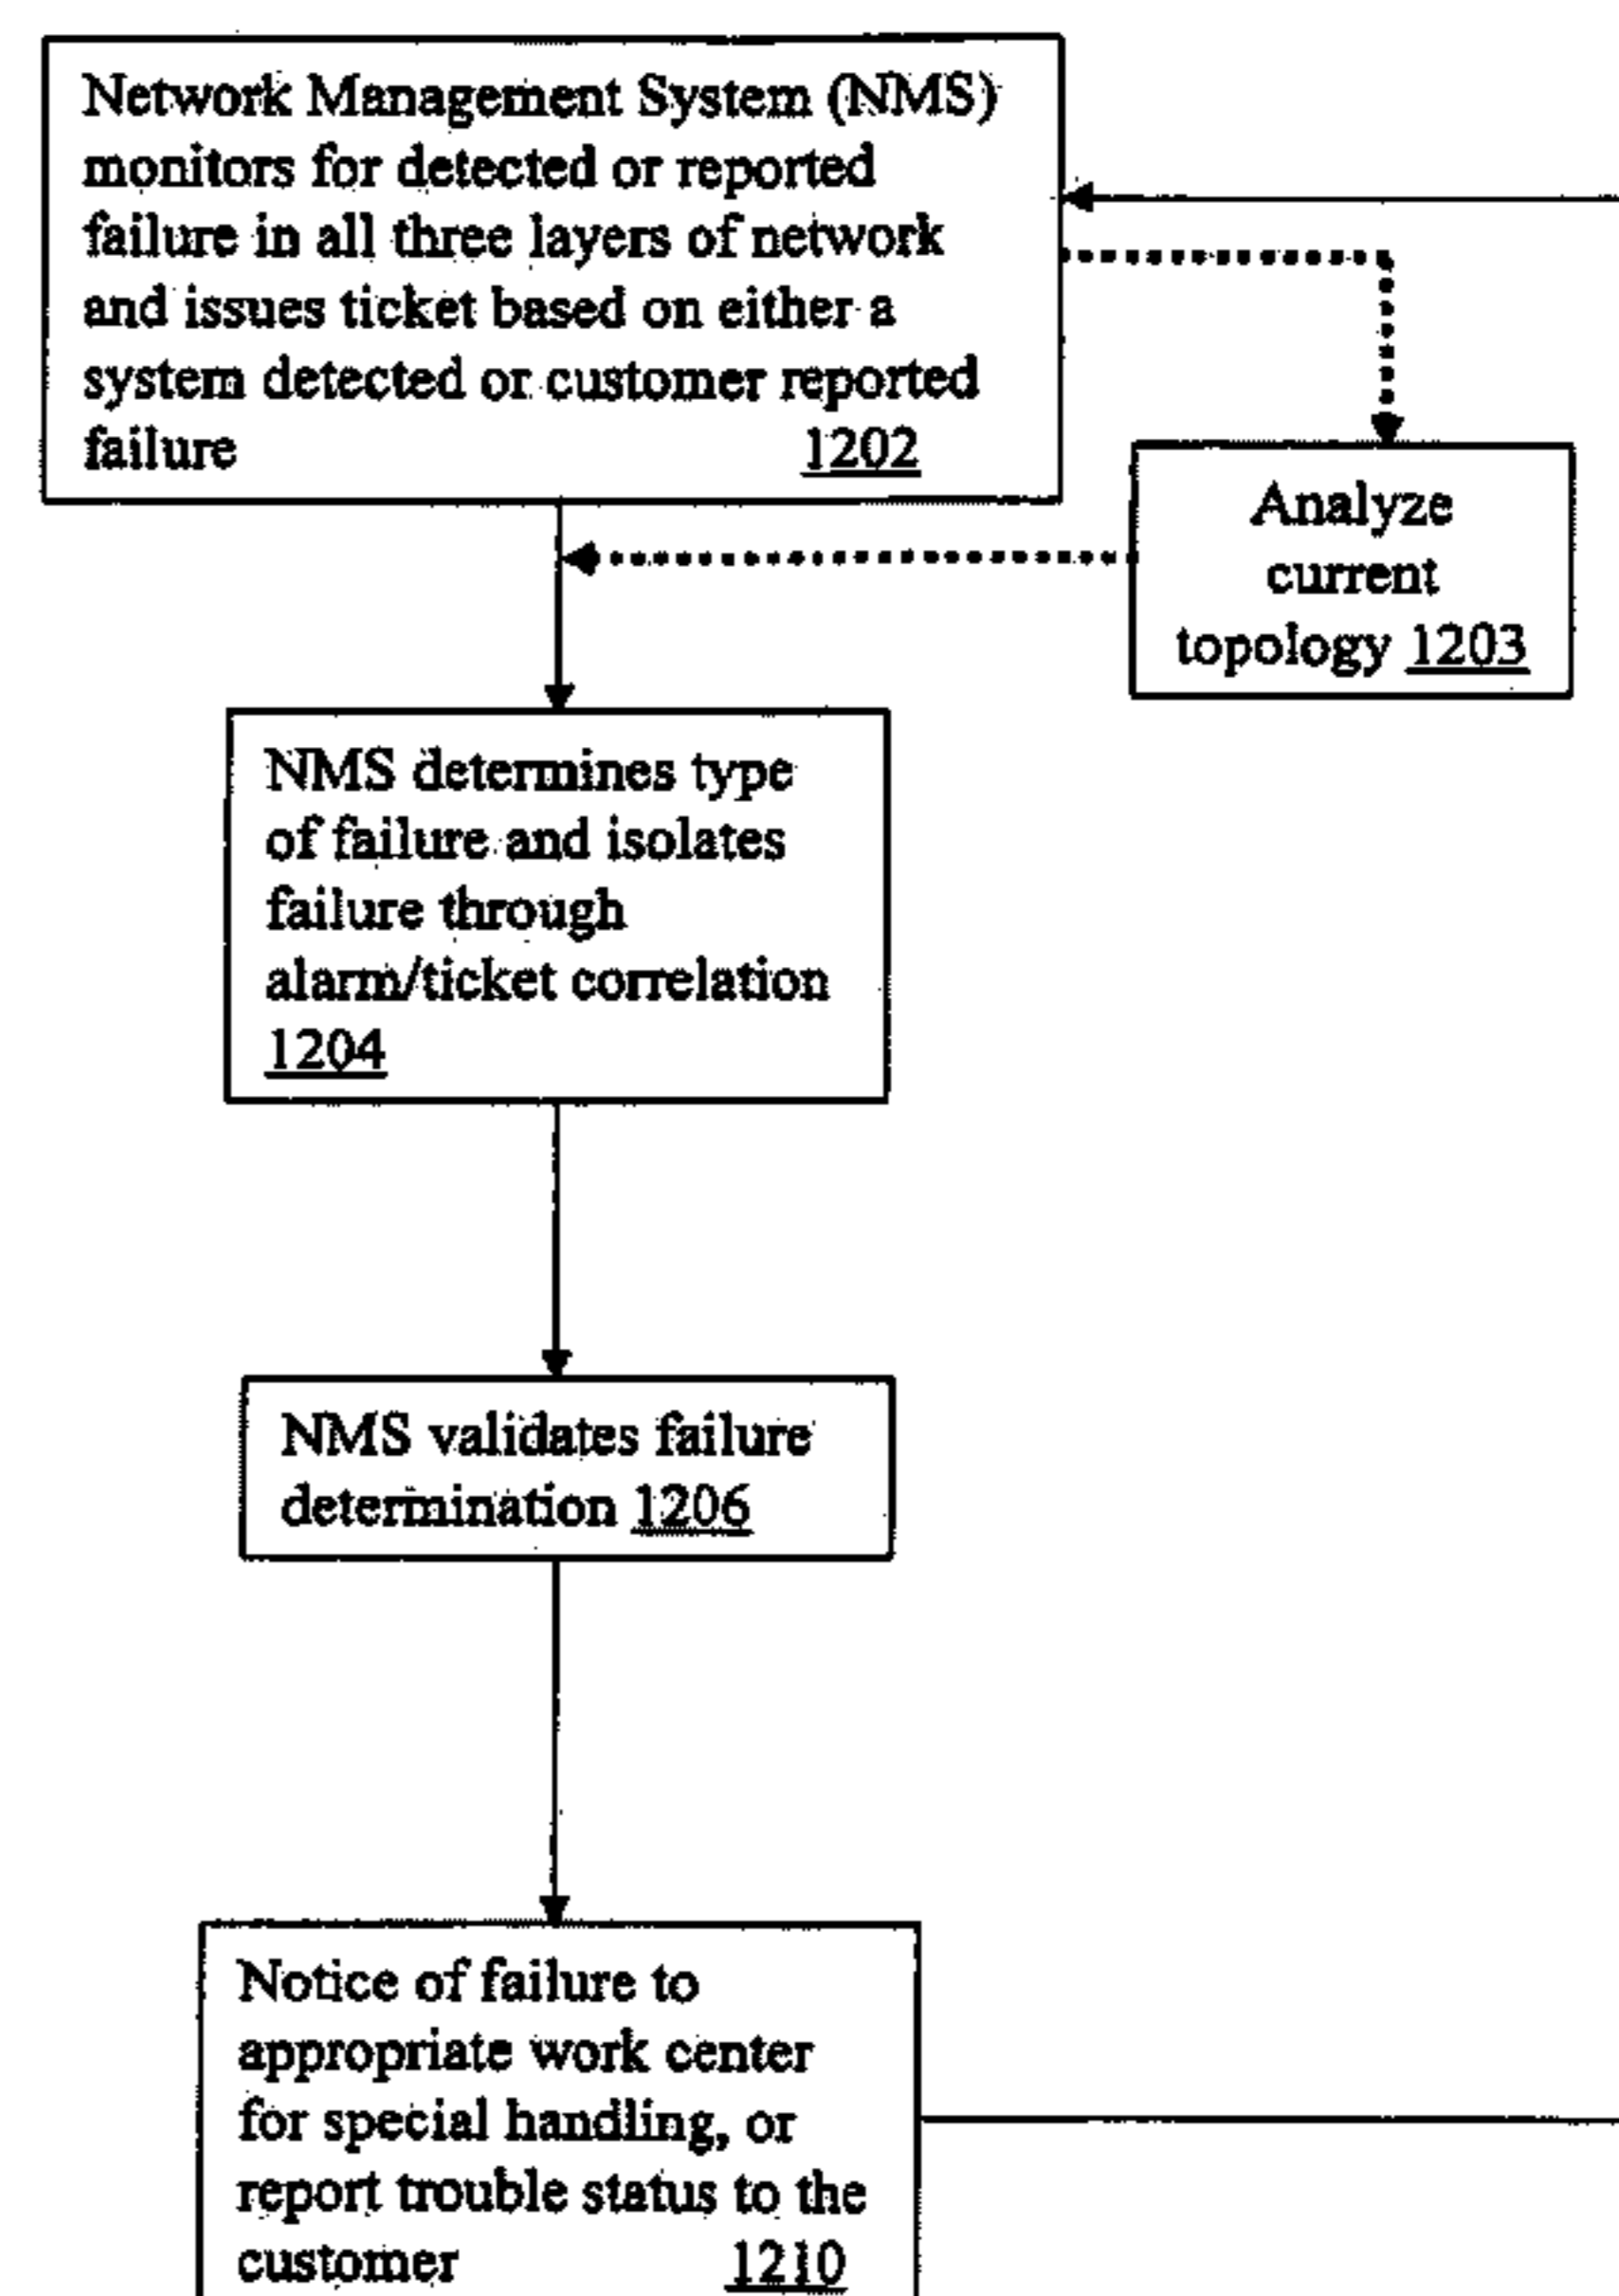 Network Management System (NMS)
monitors for detected or reported
failure in all three layers of network
and issues ticket based on either a
system detected or customer reported
failure 1202
Analyze
current
topology 1203
NMS determines type
of failure and isolates
failure through
alarm/ticket correlation
1204
NMS validates failure
determination 1206
Notice of failure to
appropriate work center
for special handling, or
report trouble status to the
customer 1210